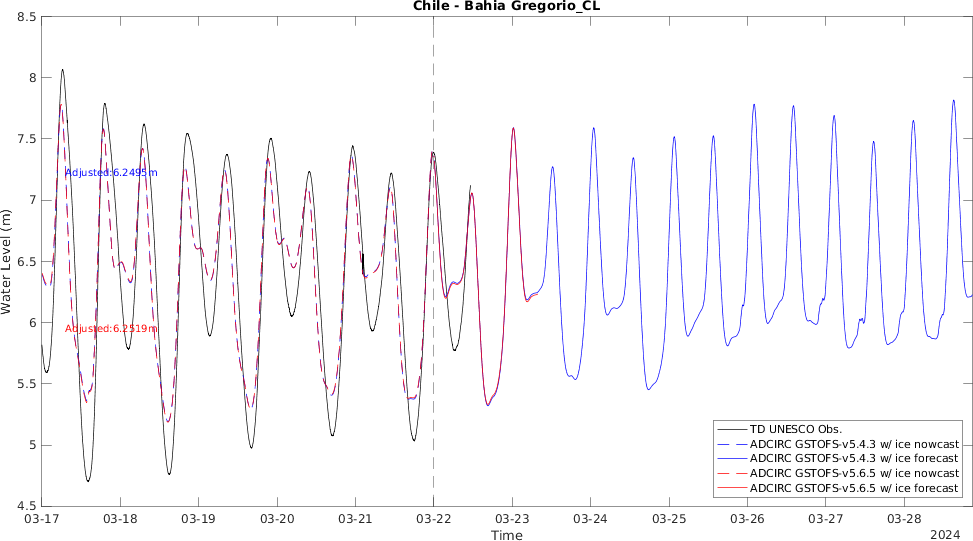 Chile - Bahia Gregorio_CL
Water Level (m)
8.5
8
7.5
7
6.5
6
5.5
5
4.5
Adjusted:6.2495m
Adjusted:6.2519m
TD UNESCO Obs.
ADCIRC GSTOFS-v5.4.3 w/ ice nowcast
ADCIRC GSTOFS-v5.4.3 w/ ice forecast
ADCIRC GSTOFS-v5.6.5 w/ ice nowcast
ADCIRC GSTOFS-v5.6.5 w/ ice forecast
03-17 03-18 03-19 03-20 03-21 03-22 03-23 03-24 03-25 03-26 03-27 03-28
Time
2024